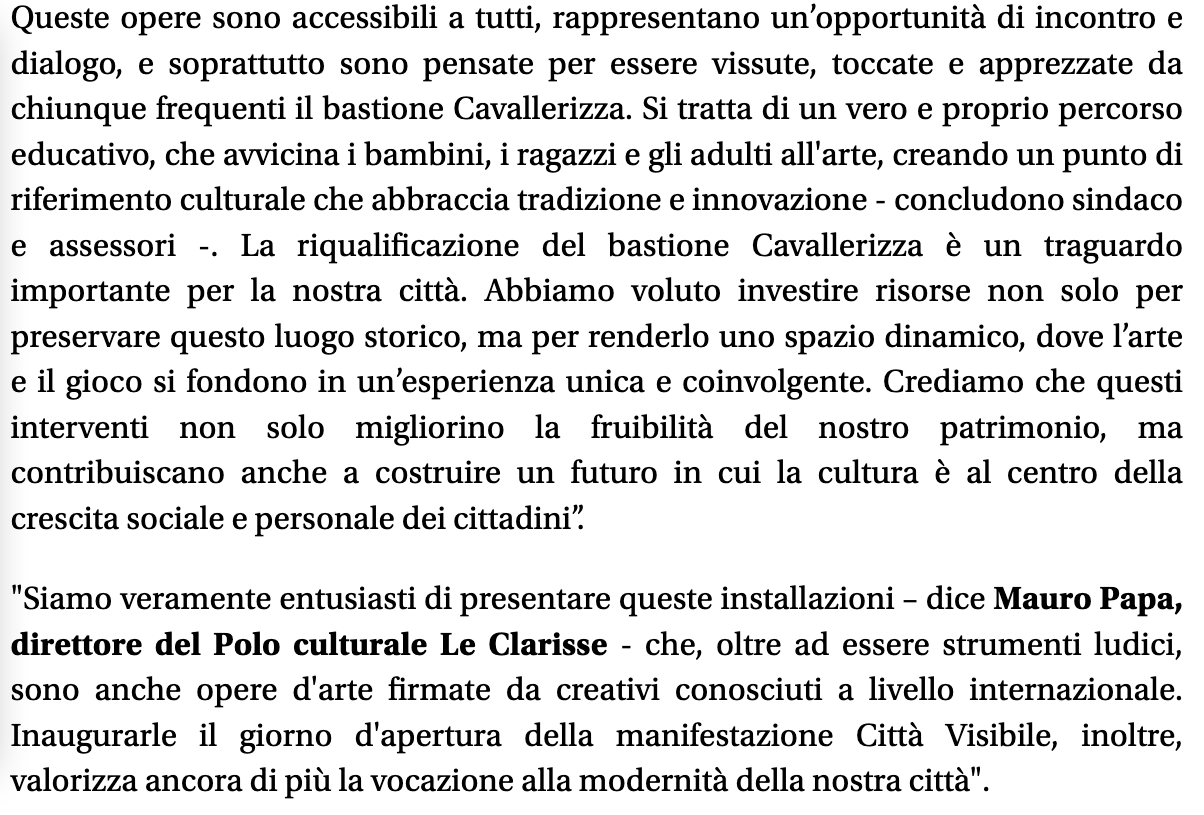 Queste opere sono accessibili a tutti, rappresentano un’opportunità di incontro e
dialogo, e soprattutto sono pensate per essere vissute, toccate e apprezzate da
chiunque frequenti il bastione Cavallerizza. Si tratta di un vero e proprio percorso
educativo, che avvicina i bambini, i ragazzi e gli adulti all'arte, creando un punto di
riferimento culturale che abbraccia tradizione e innovazione - concludono sindaco
e assessori -. La riqualificazione del bastione Cavallerizza è un traguardo
importante per la nostra città. Abbiamo voluto investire risorse non solo per
preservare questo luogo storico, ma per renderlo uno spazio dinamico, dove l’arte
e il gioco si fondono in un’esperienza unica e coinvolgente. Crediamo che questi
interventi non solo migliorino la fruibilità del nostro patrimonio, ma
contribuiscano anche a costruire un futuro in cui la cultura è al centro della
crescita sociale e personale dei cittadini”.
"Siamo veramente entusiasti di presentare queste installazioni – dice Mauro Papa,
direttore del Polo culturale Le Clarisse - che, oltre ad essere strumenti ludici,
sono anche opere d'arte firmate da creativi conosciuti a livello internazionale.
Inaugurarle il giorno d'apertura della manifestazione Città Visibile, inoltre,
valorizza ancora di più la vocazione alla modernità della nostra città".